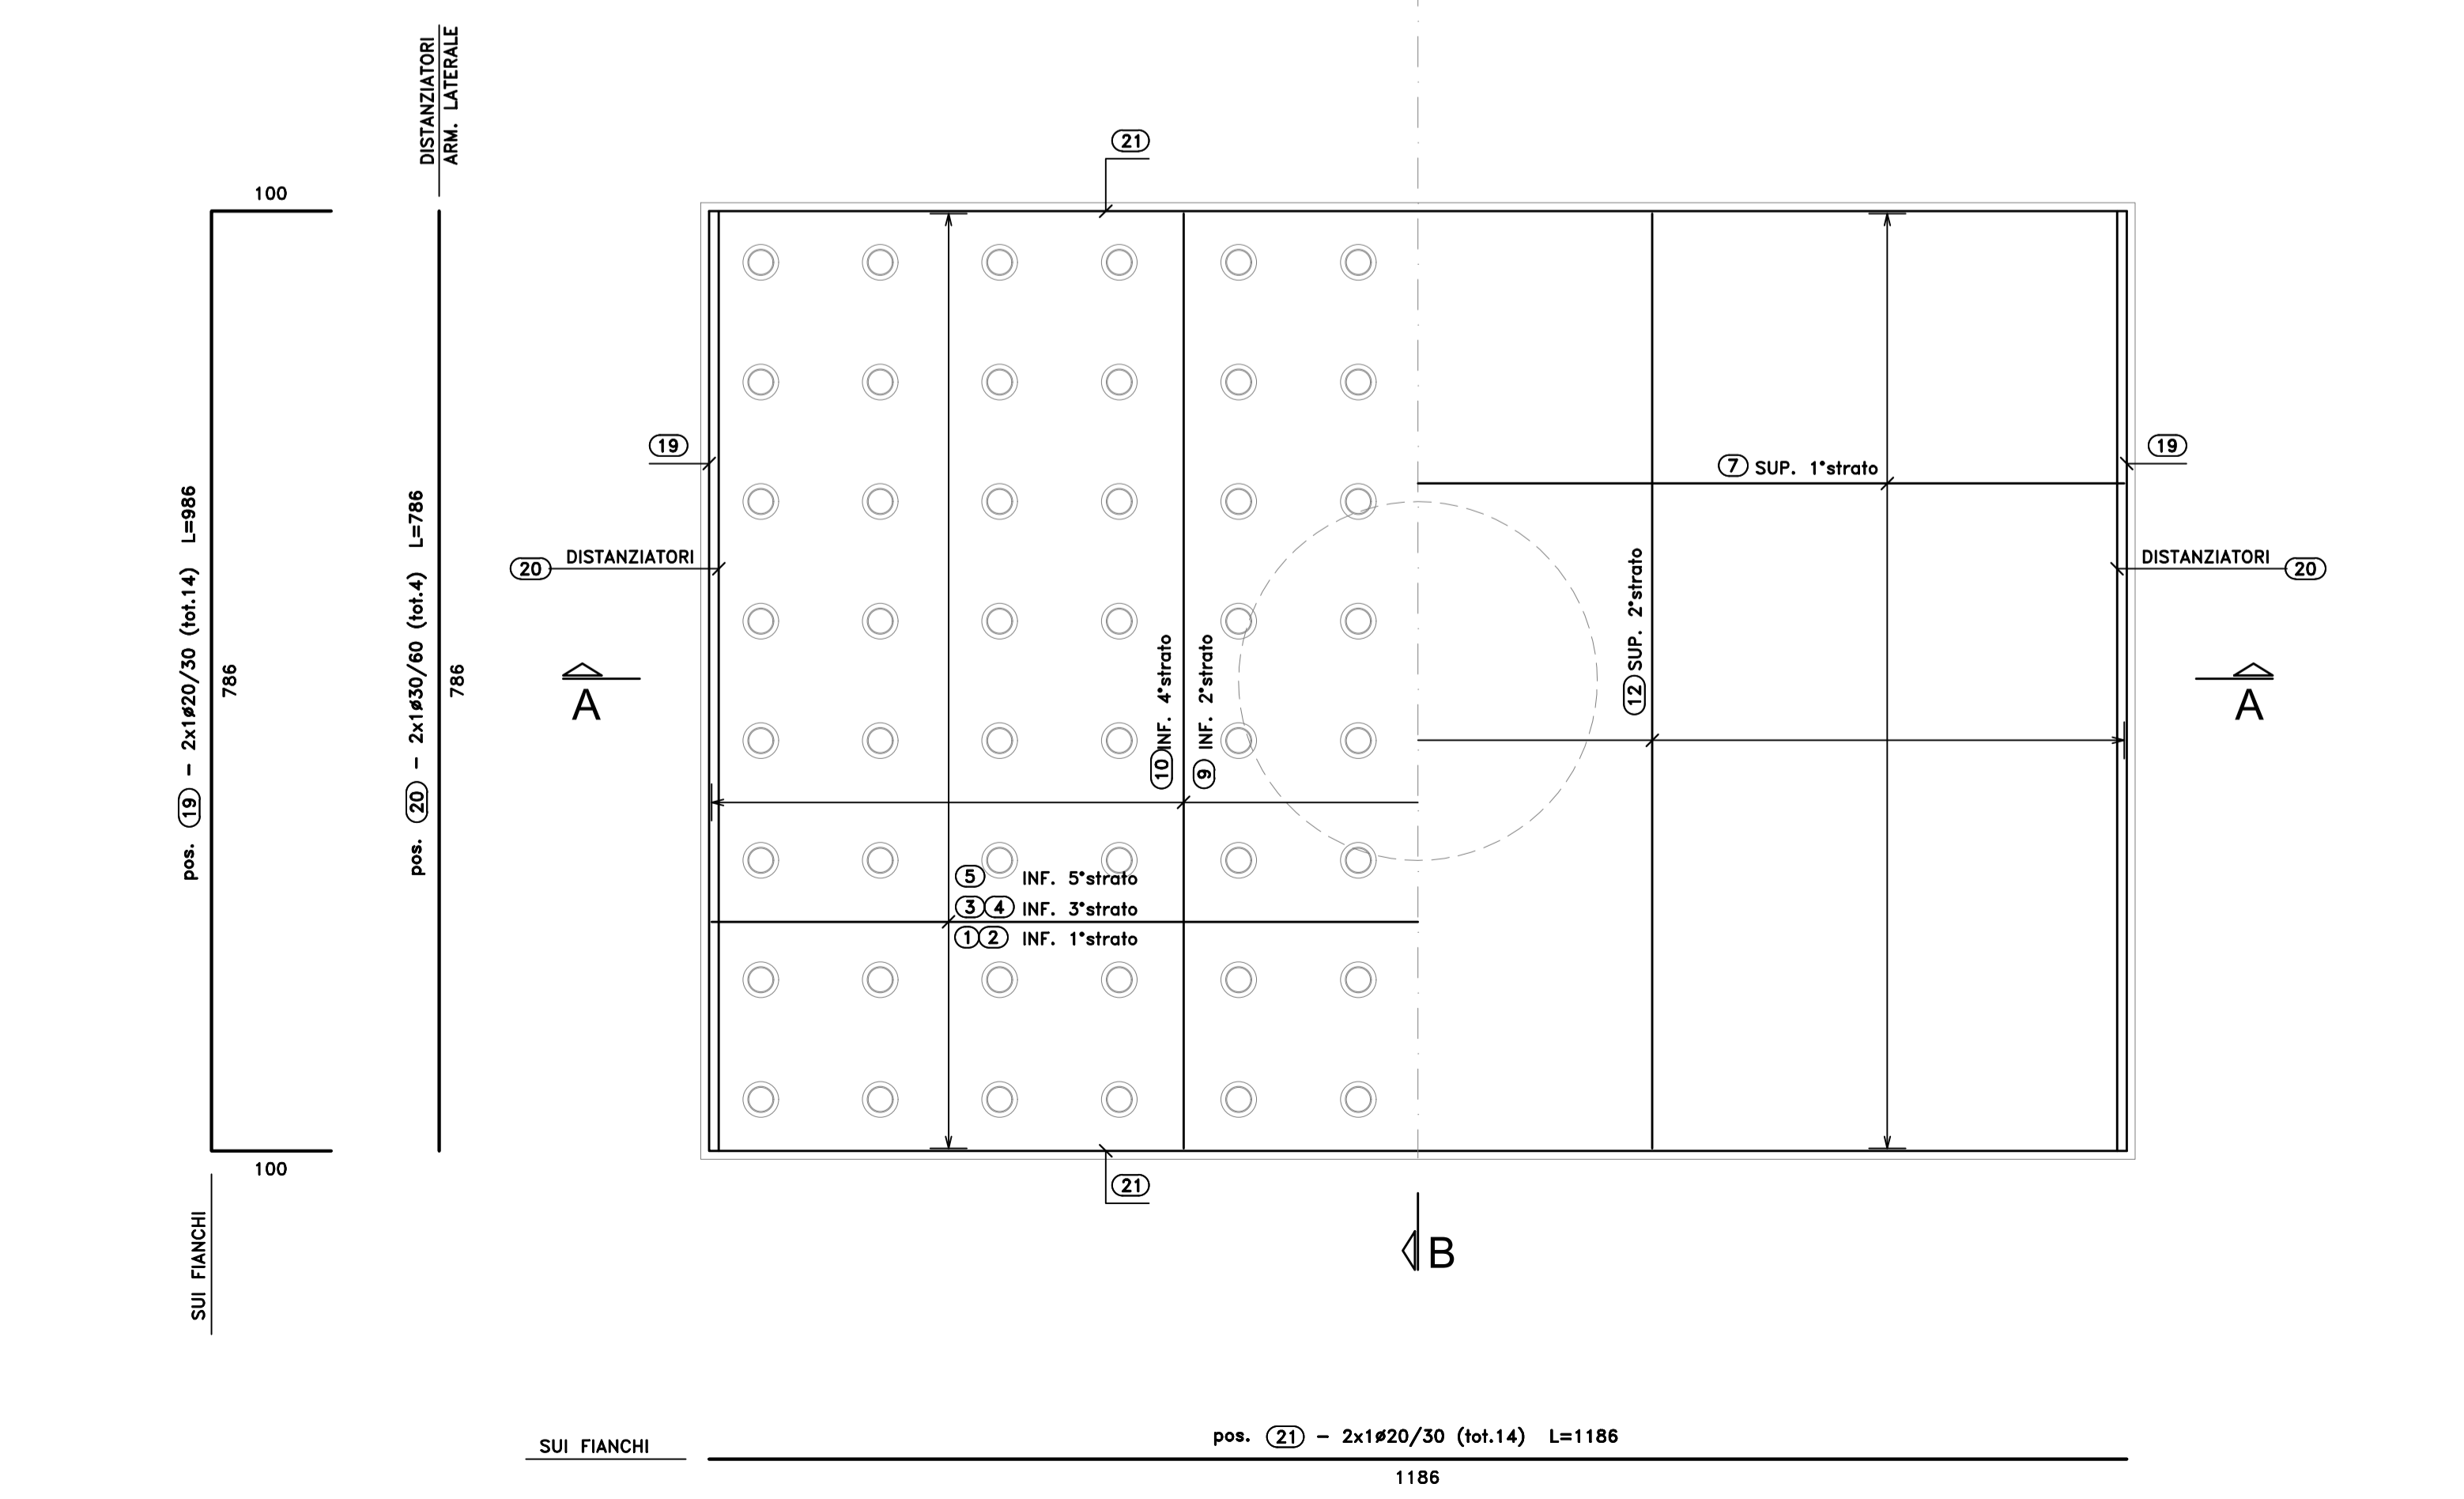 DISTANZIATORI
ARM. LATERALE
21
100
19
7 SUP. 1°strato
19
pos. 19 - 2x1ø20/30 (tot.14) L=986
786
pos. 20 - 2x1ø30/60 (tot.4) L=786
786
20 DISTANZIATORI
DISTANZIATORI 20
12 SUP. 2°strato
10 INF. 4°strato
9 INF. 2°strato
A
A
5 INF. 5°strato
3 4 INF. 3°strato
1 2 INF. 1°strato
100
21
SUI FIANCHI
B
SUI FIANCHI
pos. 21 - 2x1ø20/30 (tot.14) L=1186
1186